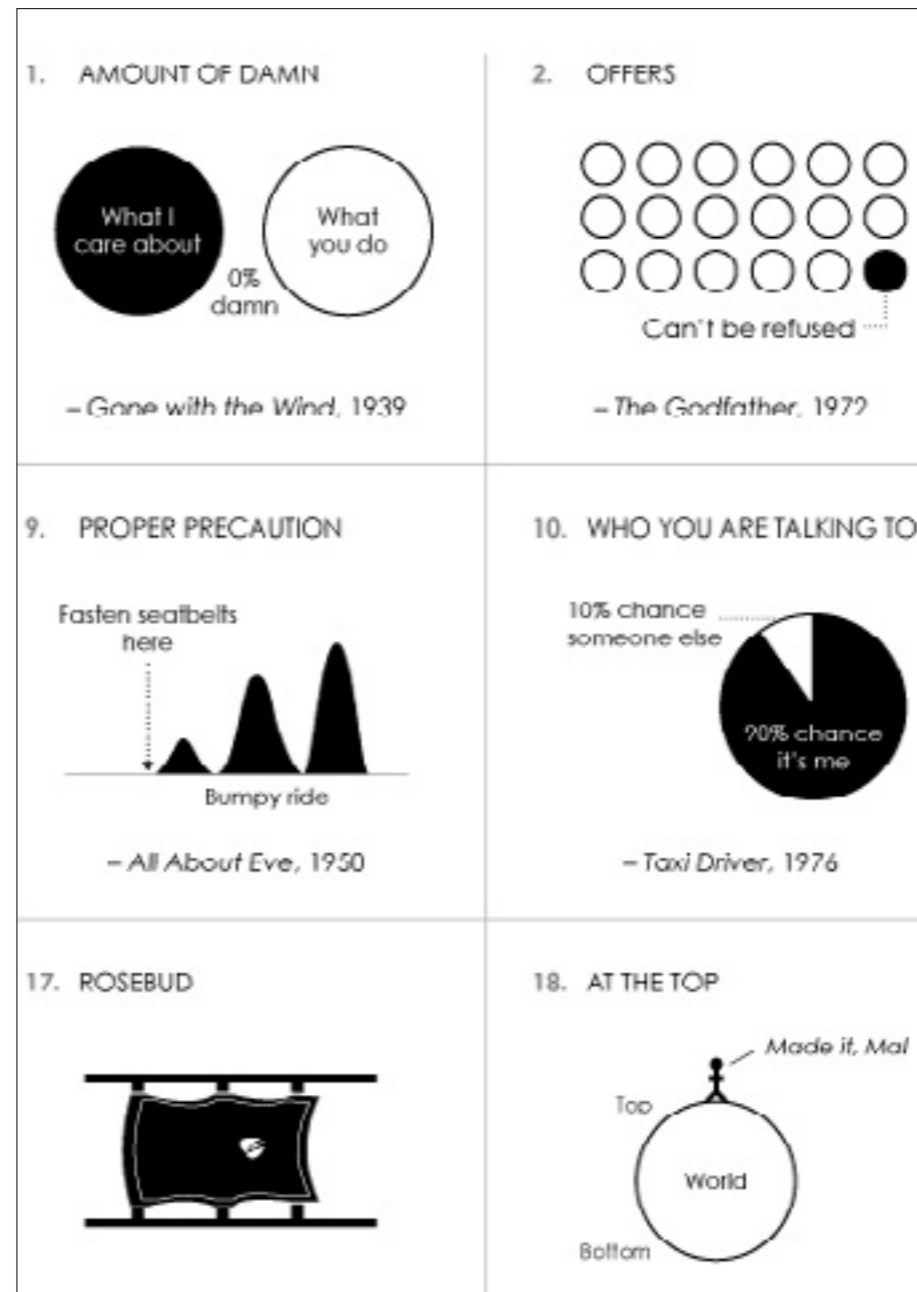 1. AMOUNT OF DAMN
What I
care about
What
you do
0%
damn
– Gone with the Wind, 1939
2. OFFERS
Can't be refused
– The Godfather, 1972
9. PROPER PRECAUTION
Fasten seatbelts
here
Bumpy ride
– All About Eve, 1950
10. WHO YOU ARE TALKING TO
10% chance
someone else
90% chance
it's me
– Taxi Driver, 1976
17. ROSEBUD
18. AT THE TOP
Made it, Ma!
Top
World
Bottom